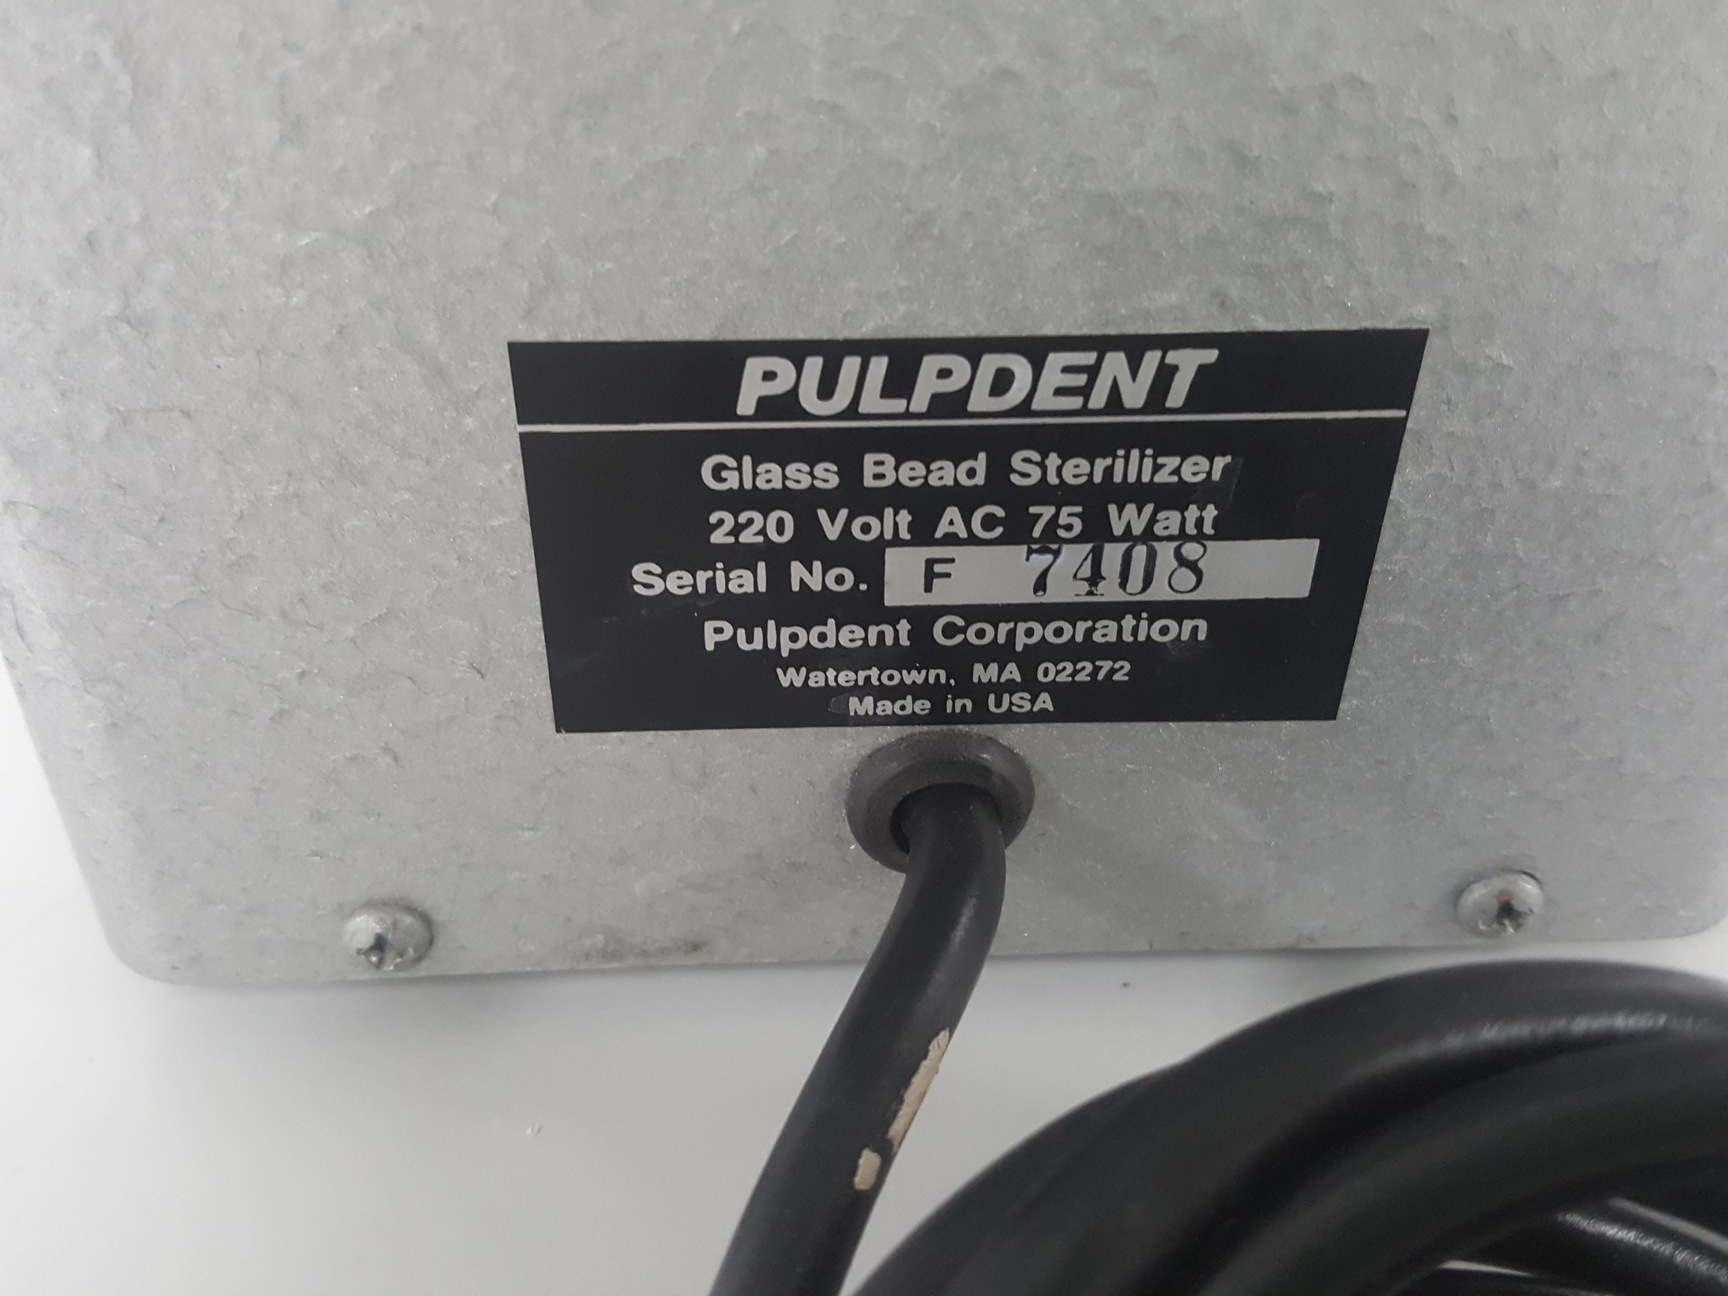 PULPDENT
Glass Bead Sterilizer
220 Volt AC 75 Watt
Serial No. F 7408
Pulpdent Corporation
Watertown, MA 02272
Made in USA